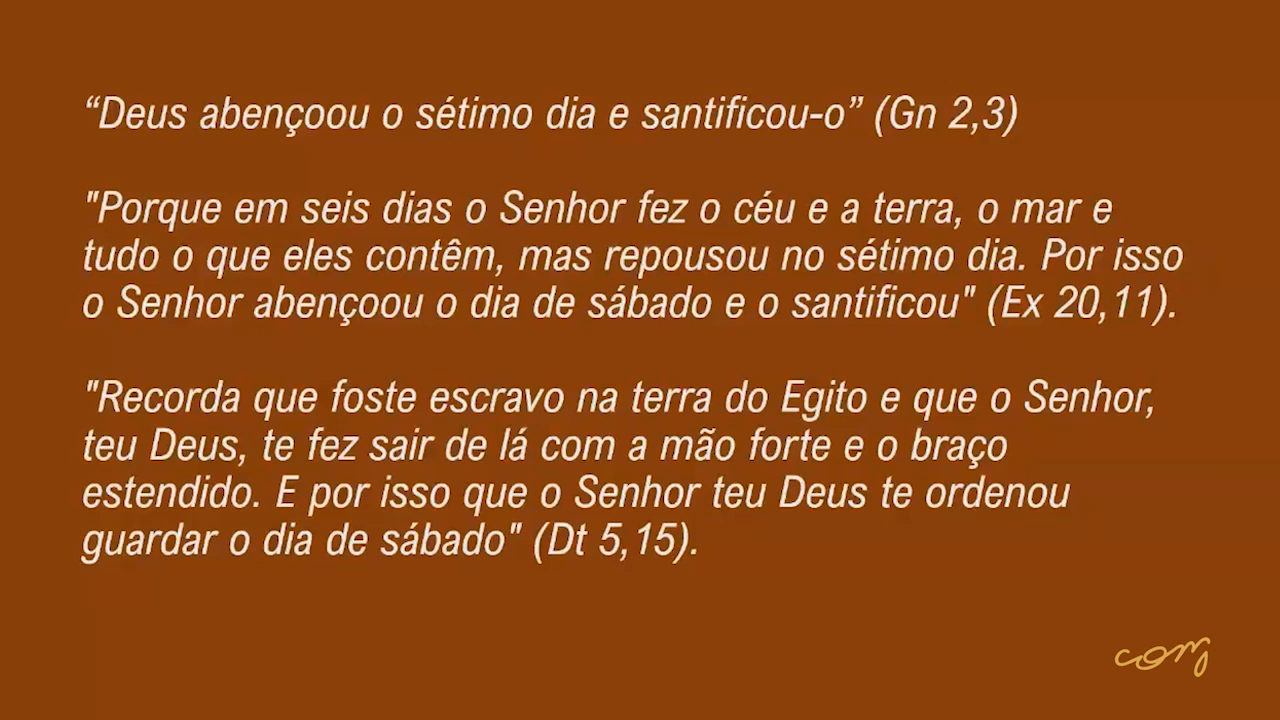 “Deus abençoou o sétimo dia e santificou-o” (Gn 2,3)
"Porque em seis dias o Senhor fez o céu e a terra, o mar e
tudo o que eles contêm, mas repousou no sétimo dia. Por isso
o Senhor abençoou o dia de sábado e o santificou" (Ex 20,11).
"Recorda que foste escravo na terra do Egito e que o Senhor,
teu Deus, te fez sair de lá com a mão forte e o braço
estendido. E por isso que o Senhor teu Deus te ordenou
guardar o dia de sábado" (Dt 5,15).